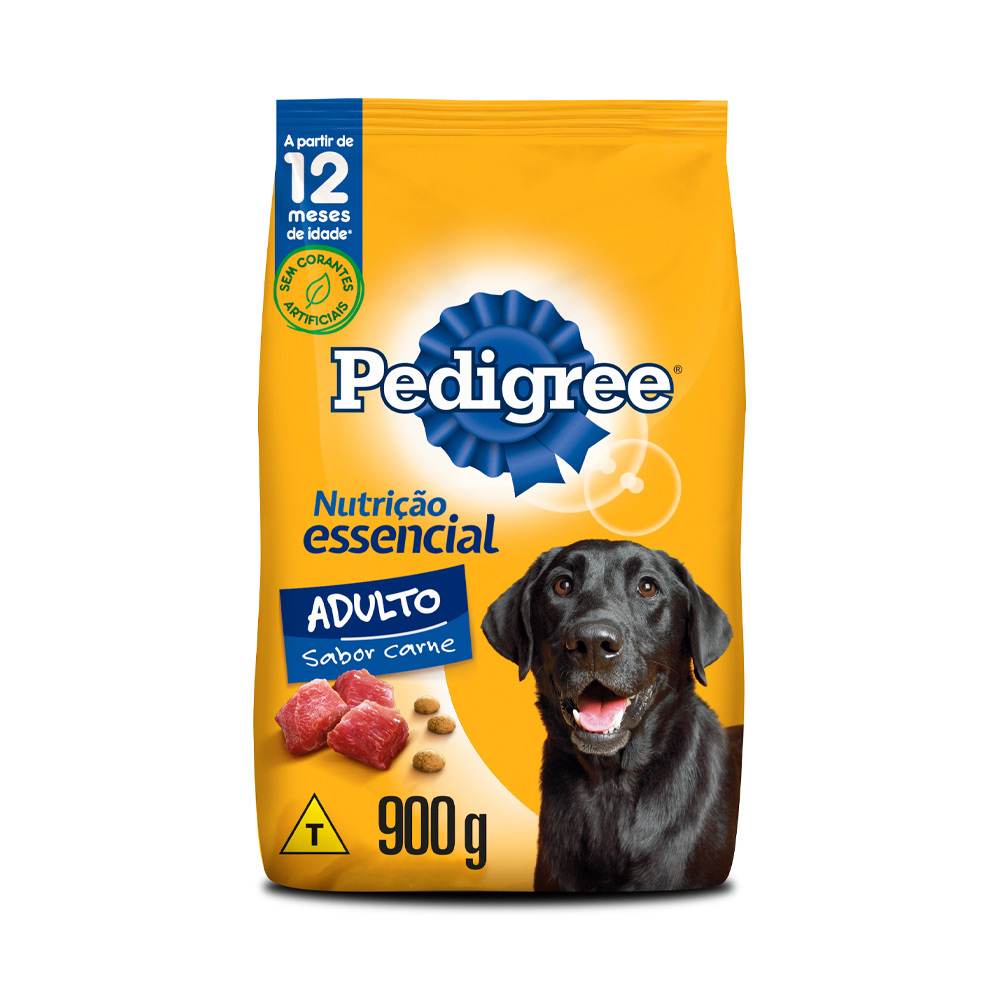 A partir de
12
meses
de idade*
SEM CORANTES
ARTIFICIAIS
Pedigree®
Nutrição
essencial
ADULTO
Sabor carne
T
900 g